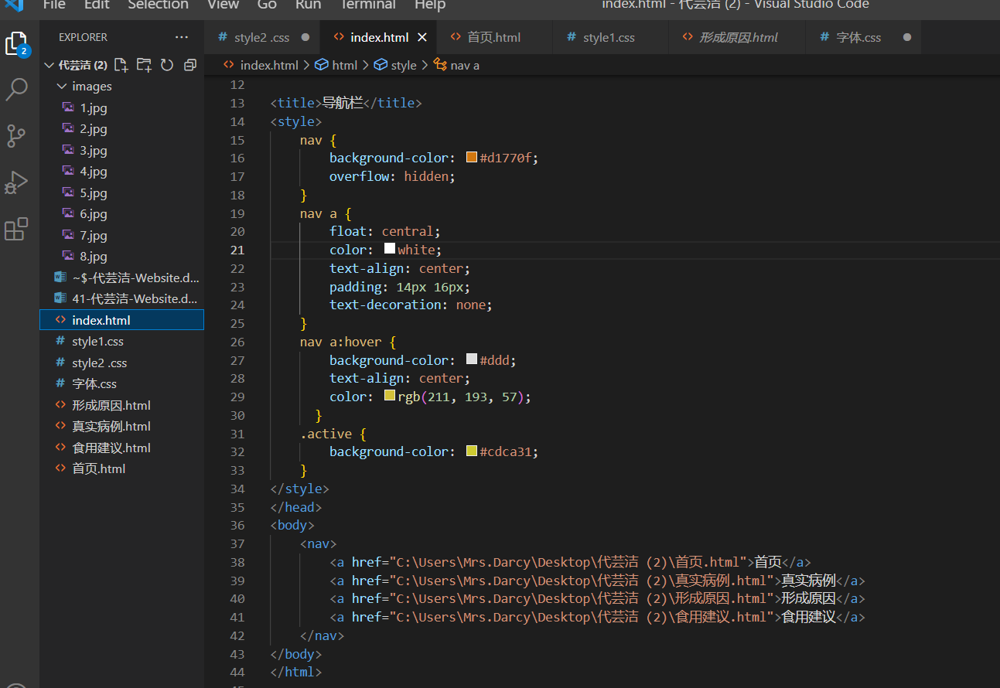 File Edit Selection View Go Run Terminal Help index.html - 代芸洁 (2) - Visual Studio Code
EXPLORER ...
# style2 .css ● <> index.html × <> 首页.html # style1.css <> 形成原因.html # 字体.css ●
2
代芸洁 (2)
<> index.html > html > style > nav a
images
1.jpg
2.jpg
3.jpg
4.jpg
5.jpg
6.jpg
7.jpg
8.jpg
~$-代芸洁-Website.d...
41-代芸洁-Website.d...
<> index.html
# style1.css
# style2 .css
# 字体.css
<> 形成原因.html
<> 真实病例.html
<> 食用建议.html
<> 首页.html
12
13 <title>导航栏</title>
14 <style>
15 nav {
16 background-color: #d1770f;
17 overflow: hidden;
18 }
19 nav a {
20 float: central;
21 color: white;
22 text-align: center;
23 padding: 14px 16px;
24 text-decoration: none;
25 }
26 nav a:hover {
27 background-color: #ddd;
28 text-align: center;
29 color: rgb(211, 193, 57);
30 }
31 .active {
32 background-color: #cdca31;
33 }
34 </style>
35 </head>
36 <body>
37 <nav>
38 <a href="C:\Users\Mrs.Darcy\Desktop\代芸洁 (2)\首页.html">首页</a>
39 <a href="C:\Users\Mrs.Darcy\Desktop\代芸洁 (2)\真实病例.html">真实病例</a>
40 <a href="C:\Users\Mrs.Darcy\Desktop\代芸洁 (2)\形成原因.html">形成原因</a>
41 <a href="C:\Users\Mrs.Darcy\Desktop\代芸洁 (2)\食用建议.html">食用建议</a>
42 </nav>
43 </body>
44 </html>